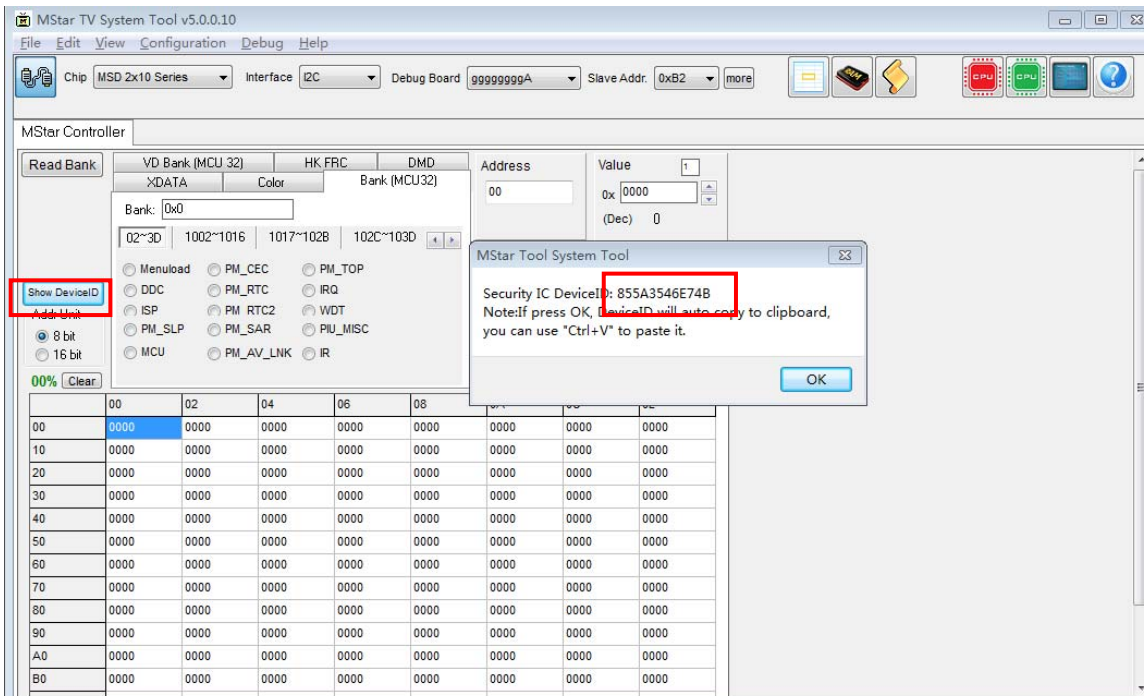 MStar TV System Tool v5.0.0.10
File Edit View Configuration Debug Help
Chip MSD 2x10 Series Interface I2C Debug Board ggggggggA Slave Addr. 0xB2 more
CPU CPU
MStar Controller
Read Bank VD Bank (MCU 32) HK FRC DMD Address Value 1
XDATA Color Bank (MCU32) 00 0x 0000
Bank: 0x0 (Dec) 0
02~3D 1002~1016 1017~102B 102C~103D
MStar Tool System Tool
Security IC DeviceID: 855A3546E74B
Note:If press OK, DeviceID will auto copy to clipboard,
you can use "Ctrl+V" to paste it.
OK
Menuload PM_CEC PM_TOP
Show DeviceID DDC PM_RTC IRQ
Addr Unit ISP PM RTC2 WDT
8 bit PM_SLP PM_SAR PIU_MISC
16 bit MCU PM_AV_LNK IR
00% Clear
00 02 04 06 08
00 0000 0000 0000 0000 0000 0000 0000 0000
10 0000 0000 0000 0000 0000 0000 0000 0000
20 0000 0000 0000 0000 0000 0000 0000 0000
30 0000 0000 0000 0000 0000 0000 0000 0000
40 0000 0000 0000 0000 0000 0000 0000 0000
50 0000 0000 0000 0000 0000 0000 0000 0000
60 0000 0000 0000 0000 0000 0000 0000 0000
70 0000 0000 0000 0000 0000 0000 0000 0000
80 0000 0000 0000 0000 0000 0000 0000 0000
90 0000 0000 0000 0000 0000 0000 0000 0000
A0 0000 0000 0000 0000 0000 0000 0000 0000
B0 0000 0000 0000 0000 0000 0000 0000 0000